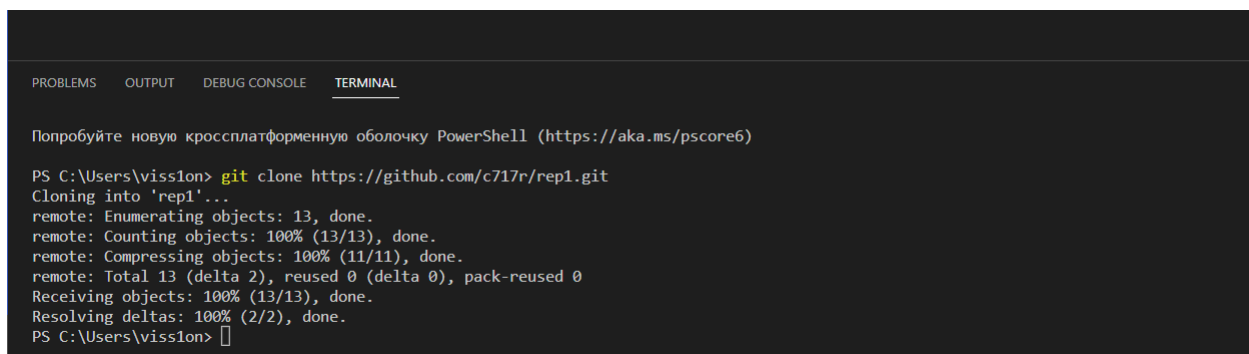 PROBLEMS OUTPUT DEBUG CONSOLE TERMINAL
Попробуйте новую кроссплатформенную оболочку PowerShell (https://aka.ms/pscore6)
PS C:\Users\viss1on> git clone https://github.com/c717r/rep1.git
Cloning into 'rep1'...
remote: Enumerating objects: 13, done.
remote: Counting objects: 100% (13/13), done.
remote: Compressing objects: 100% (11/11), done.
remote: Total 13 (delta 2), reused 0 (delta 0), pack-reused 0
Receiving objects: 100% (13/13), done.
Resolving deltas: 100% (2/2), done.
PS C:\Users\viss1on>